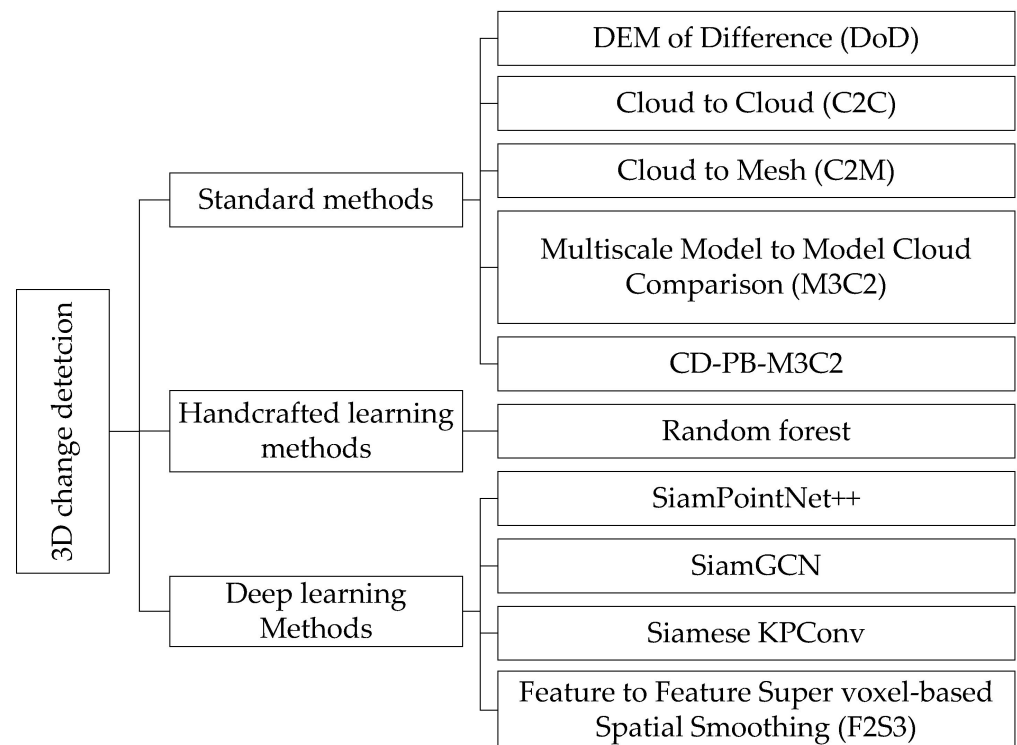 3D change detetcion
Standard methods
DEM of Difference (DoD)
Cloud to Cloud (C2C)
Cloud to Mesh (C2M)
Multiscale Model to Model Cloud
Comparison (M3C2)
CD-PB-M3C2
Handcrafted learning
methods
Random forest
Deep learning
Methods
SiamPointNet++
SiamGCN
Siamese KPConv
Feature to Feature Super voxel-based
Spatial Smoothing (F2S3)